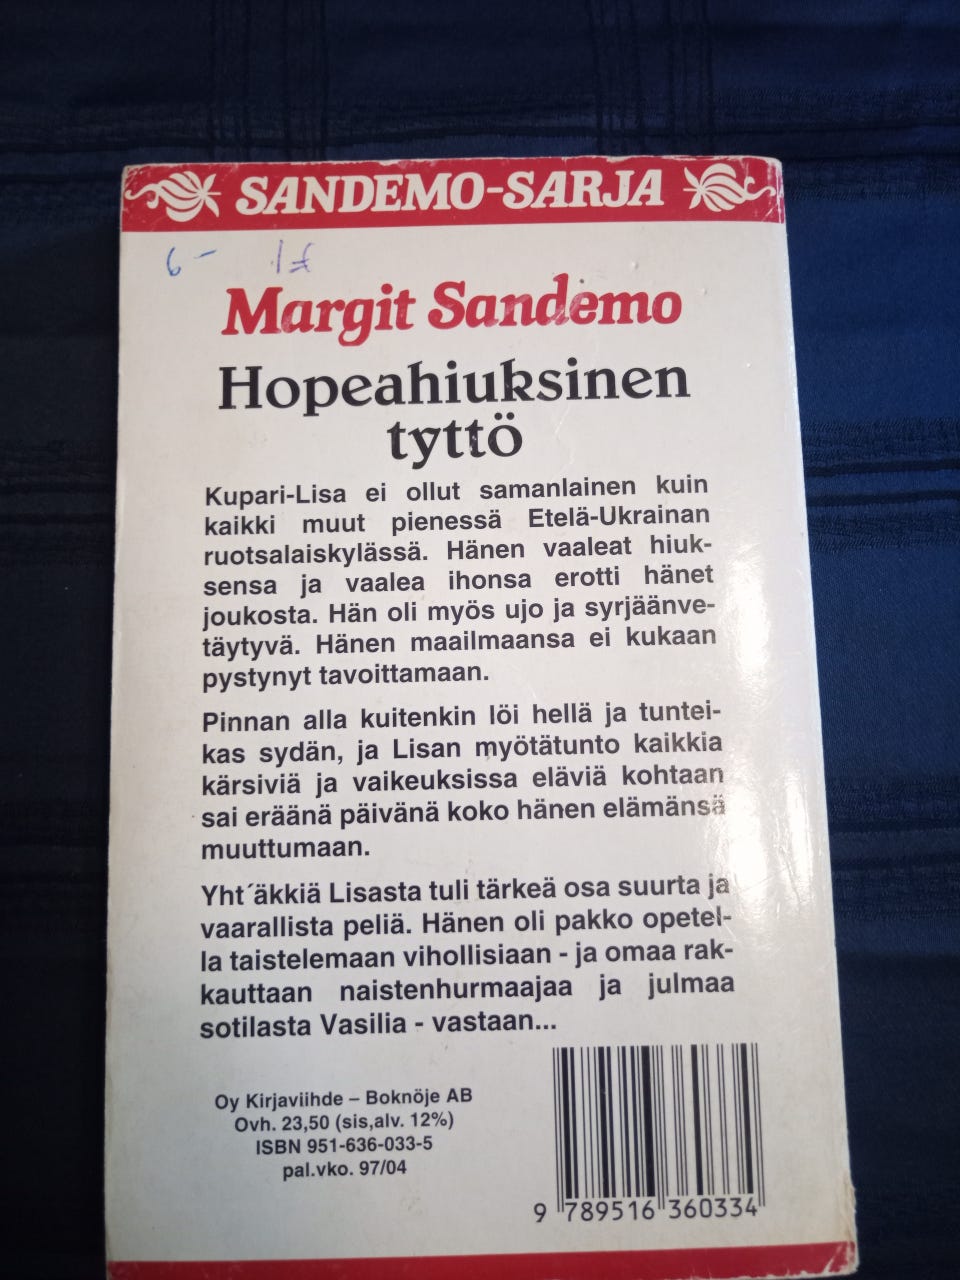 SANDEMO-SARJA
6- 1£
Margit Sandemo
Hopeahiuksinen
tyttö
Kupari-Lisa ei ollut samanlainen kuin
kaikki muut pienessä Etelä-Ukrainan
ruotsalaiskylässä. Hänen vaaleat hiuk-
sensa ja vaalea ihonsa erotti hänet
joukosta. Hän oli myös ujo ja syrjäänve-
täytyvä. Hänen maailmaansa ei kukaan
pystynyt tavoittamaan.
Pinnan alla kuitenkin löi hellä ja tuntei-
kas sydän, ja Lisan myötätunto kaikkia
kärsiviä ja vaikeuksissa eläviä kohtaan
sai eräänä päivänä koko hänen elämänsä
muuttumaan.
Yht´äkkiä Lisasta tuli tärkeä osa suurta ja
vaarallista peliä. Hänen oli pakko opetel-
la taistelemaan vihollisiaan - ja omaa rak-
kauttaan naistenhurmaajaa ja julmaa
sotilasta Vasilia - vastaan...
Oy Kirjaviihde – Boknöje AB
Ovh. 23,50 (sis,alv. 12%)
ISBN 951-636-033-5
pal.vko. 97/04
9 789516 360334